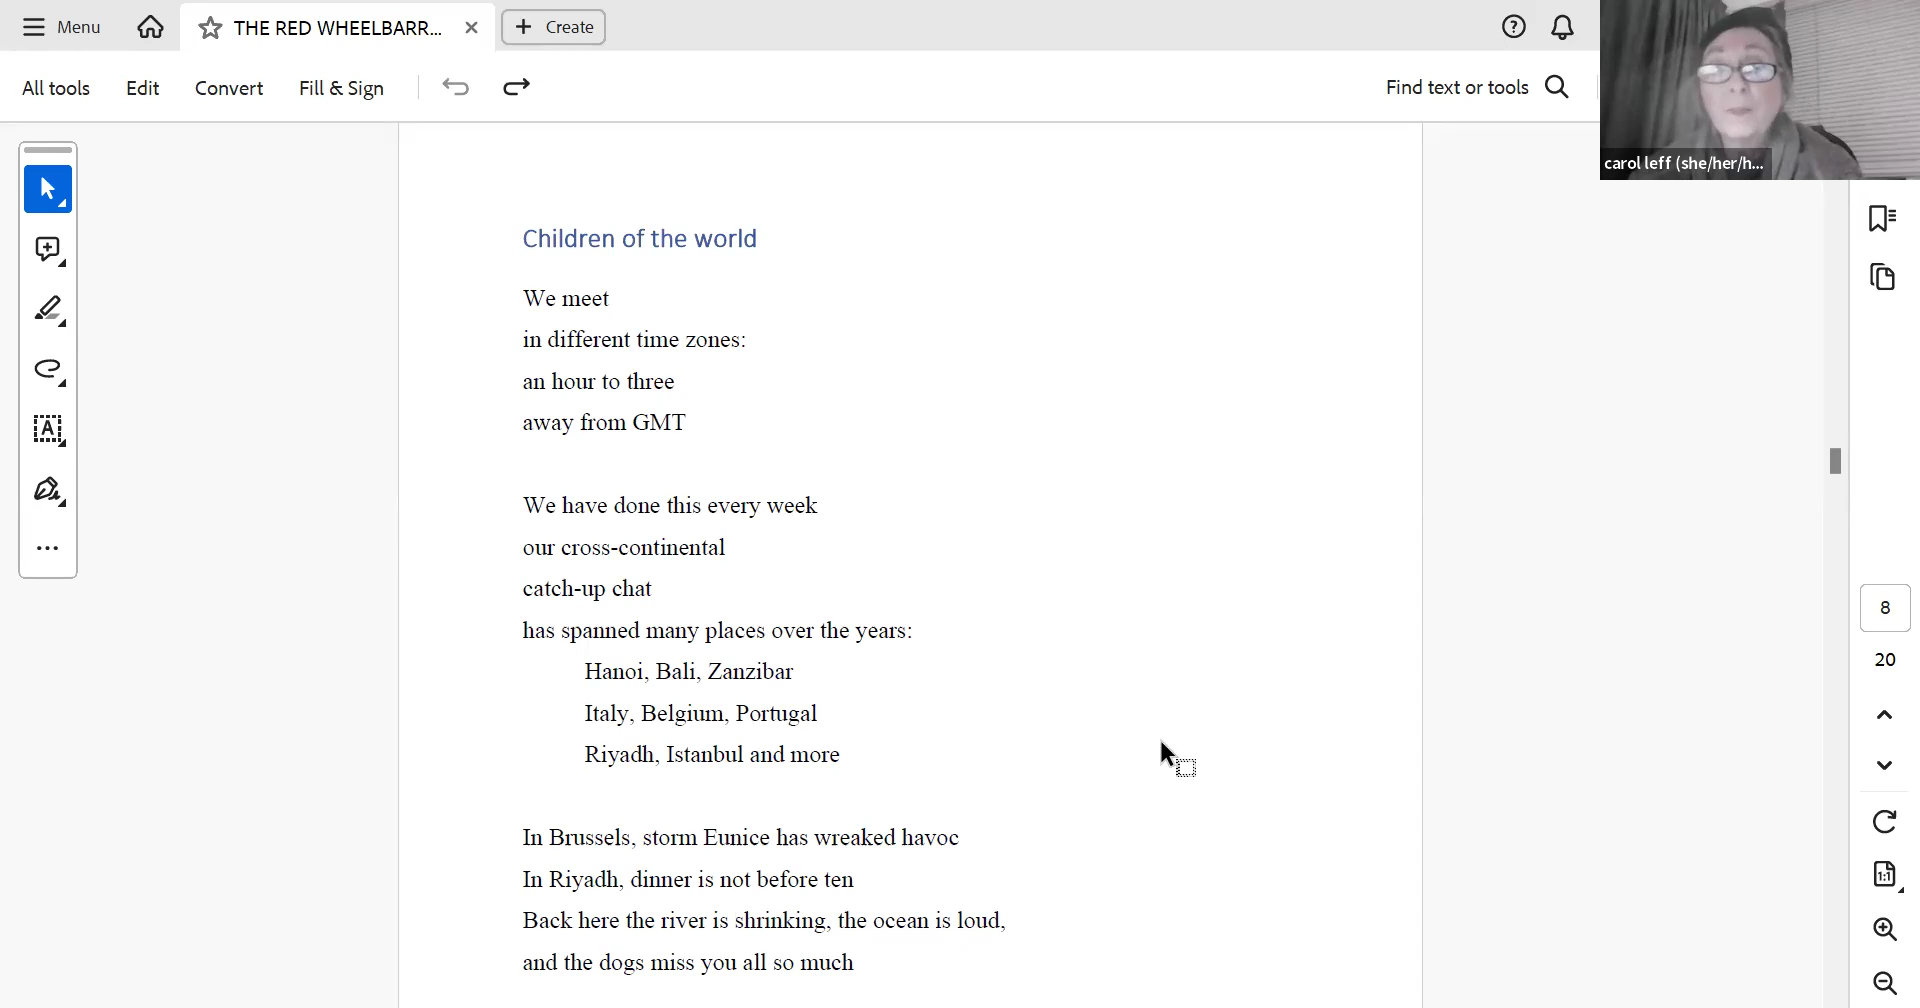 Menu
THE RED WHEELBARR...
Create
All tools
Edit
Convert
Fill & Sign
Find text or tools
carol leff (she/her/h...
Children of the world
We meet
in different time zones:
an hour to three
away from GMT
We have done this every week
our cross-continental
catch-up chat
has spanned many places over the years:
Hanoi, Bali, Zanzibar
Italy, Belgium, Portugal
Riyadh, Istanbul and more
In Brussels, storm Eunice has wreaked havoc
In Riyadh, dinner is not before ten
Back here the river is shrinking, the ocean is loud,
and the dogs miss you all so much
8
20
1:1